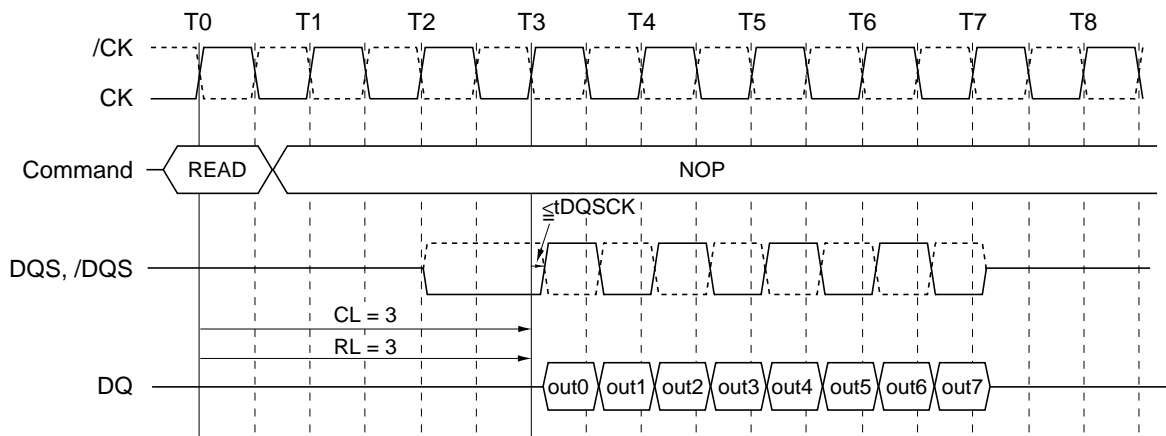 T0 T1 T2 T3 T4 T5 T6 T7 T8
/CK
CK
Command READ NOP
≦tDQSCK
DQS, /DQS
CL = 3
RL = 3
DQ out0 out1 out2 out3 out4 out5 out6 out7